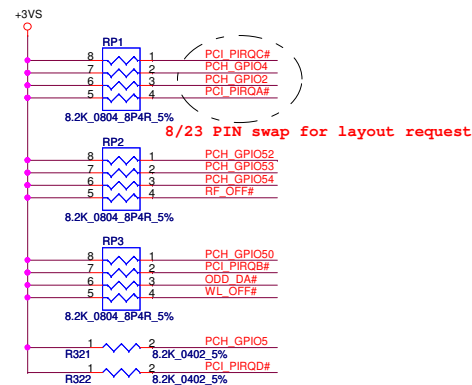 +3VS
RP1
8 1 PCI_PIRQC#
7 2 PCH_GPIO4
6 3 PCH_GPIO2
5 4 PCI_PIRQA#
8.2K_0804_8P4R_5%
8/23 PIN swap for layout request
RP2
8 1 PCH_GPIO52
7 2 PCH_GPIO53
6 3 PCH_GPIO54
5 4 RF_OFF#
8.2K_0804_8P4R_5%
RP3
8 1 PCH_GPIO50
7 2 PCI_PIRQB#
6 3 ODD_DA#
5 4 WL_OFF#
8.2K_0804_8P4R_5%
1 2 PCH_GPIO5
R321 8.2K_0402_5%
1 2 PCI_PIRQD#
R322 8.2K_0402_5%